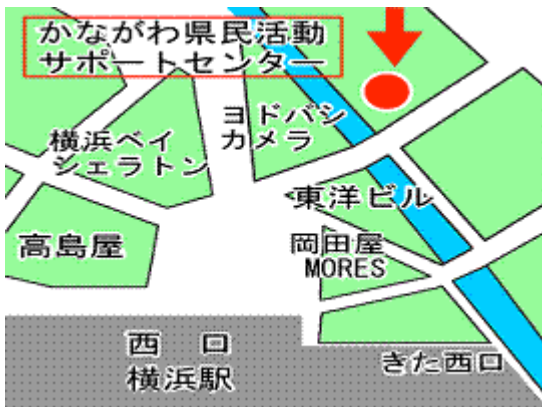 かながわ県民活動
サポートセンター
ヨドバシ
カメラ
横浜ベイ
シェラトン
東洋ビル
高島屋
岡田屋
MORES
西口
横浜駅
きた西口